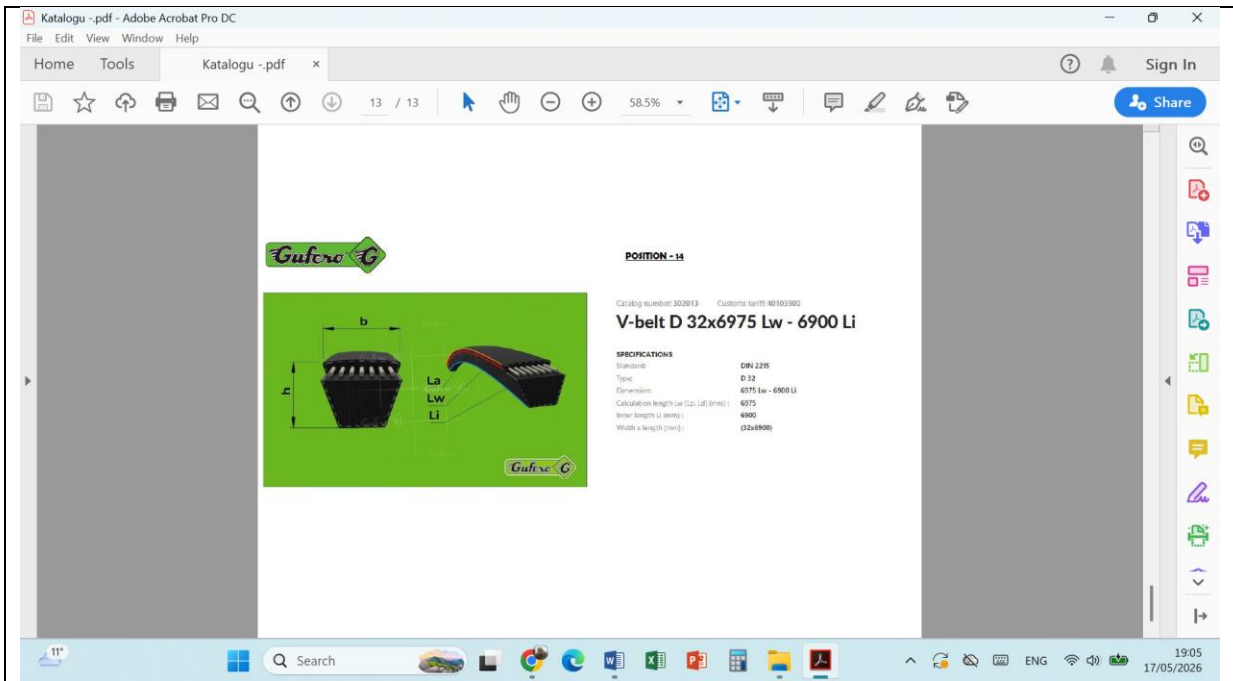 Katalogu -.pdf - Adobe Acrobat Pro DC
File Edit View Window Help
Home Tools Katalogu -.pdf × Sign In
13 / 13 58.5% Share
Gufero G
POSITION - 14
Catalog number: 302013 Customs tariff: 40103900
V-belt D 32x6975 Lw - 6900 Li
b
h
La
Lw
Li
Gufero G
SPECIFICATIONS
Standard: DIN 2215
Type: D 32
Dimension: 6975 Lw - 6900 Li
Calculation length Lw (Lp, Ld) (mm) : 6975
Inner length Li (mm) : 6900
Width x length (mm) : (32x6900)
11° Search ENG 19:05
17/05/2026